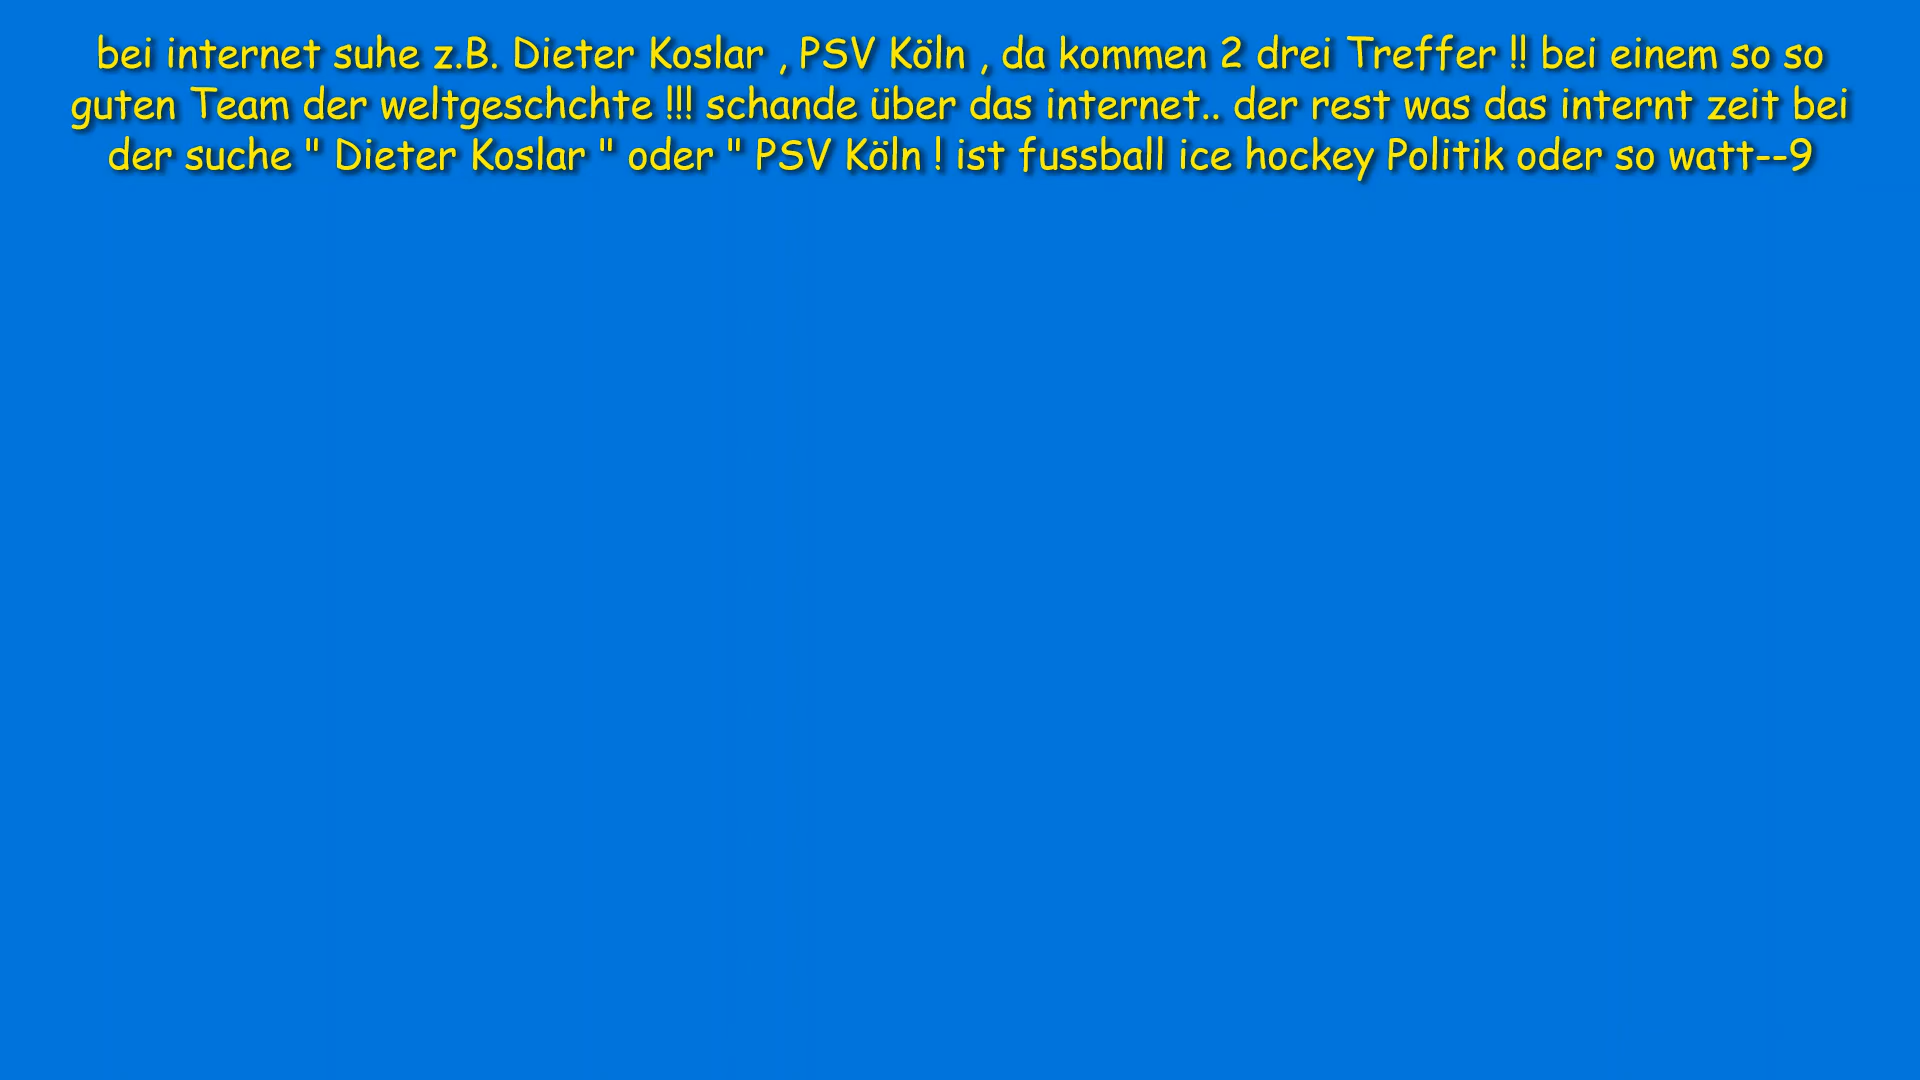 bei internet suhe z.B. Dieter Koslar , PSV Köln , da kommen 2 drei Treffer !! bei einem so so
guten Team der weltgeschchte !!! schande über das internet.. der rest was das internt zeit bei
der suche " Dieter Koslar " oder " PSV Köln ! ist fussball ice hockey Politik oder so watt--9